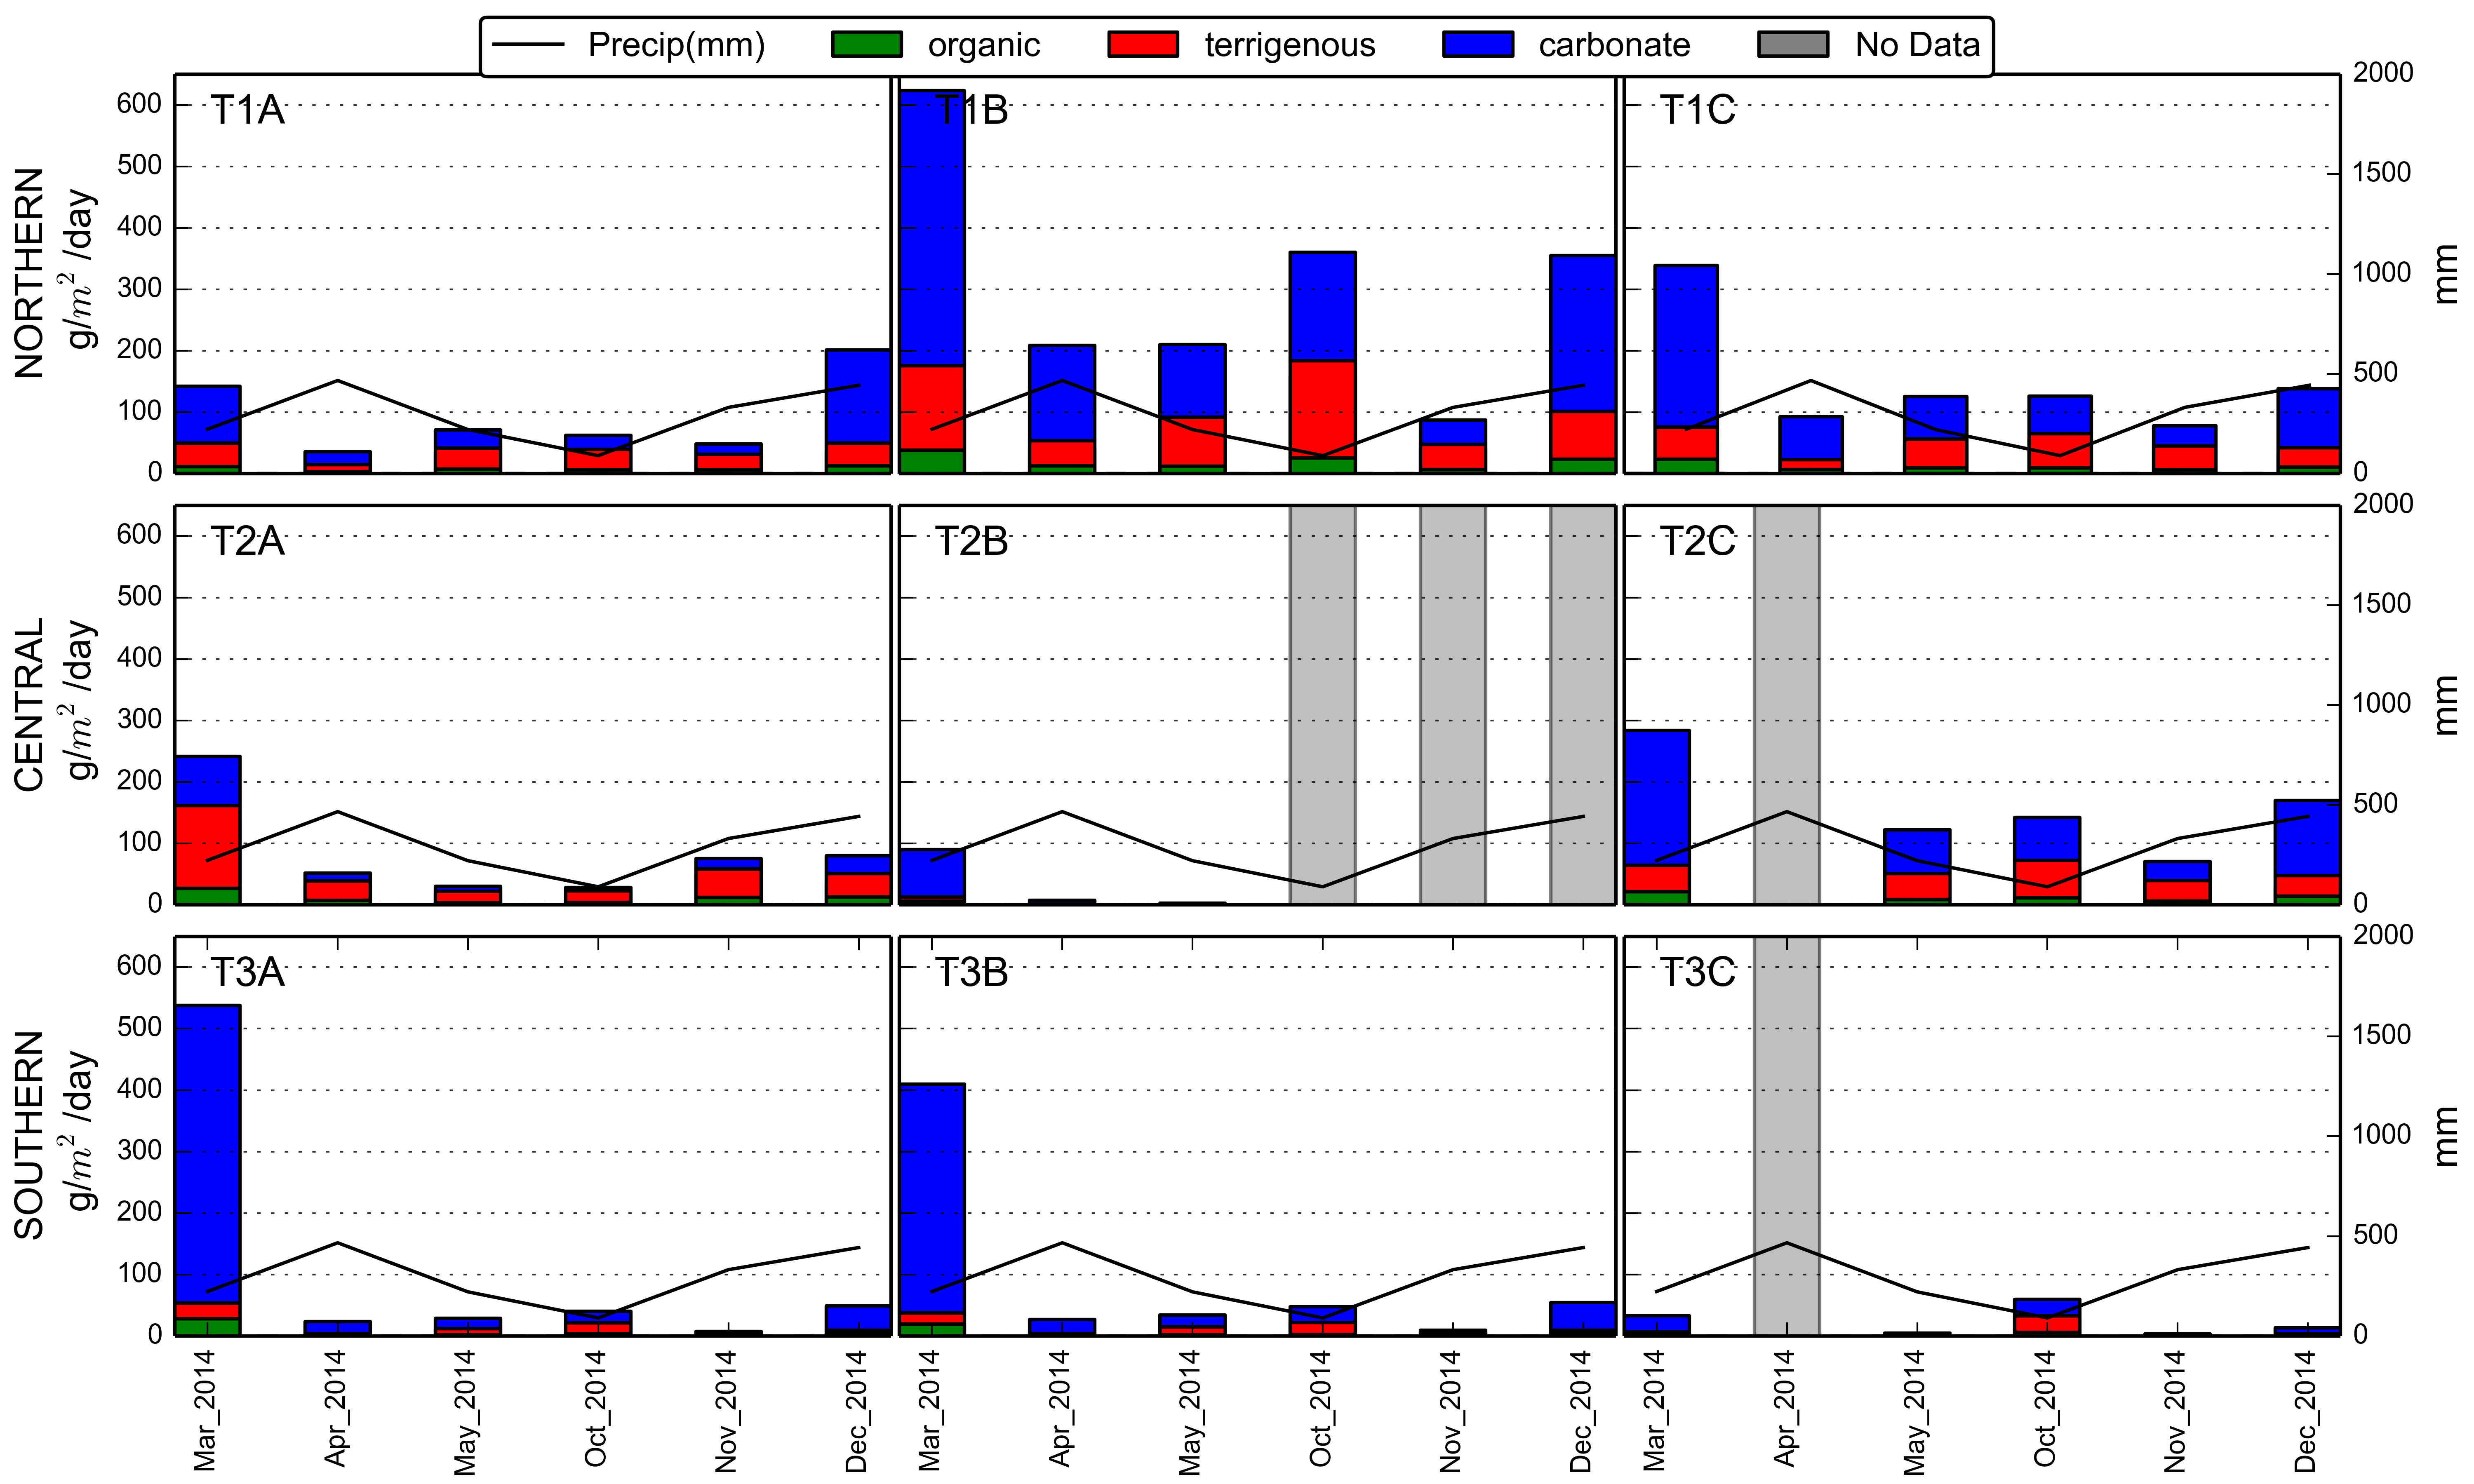 Precip(mm) organic terrigenous carbonate No Data
NORTHERN
g/m² /day
600
500
400
300
200
100
0
T1A
T1B
T1C
2000
1500
1000
500
0
mm
CENTRAL
g/m² /day
600
500
400
300
200
100
0
T2A
T2B
T2C
2000
1500
1000
500
0
mm
SOUTHERN
g/m² /day
600
500
400
300
200
100
0
T3A
T3B
T3C
2000
1500
1000
500
0
mm
Mar_2014 Apr_2014 May_2014 Oct_2014 Nov_2014 Dec_2014 Mar_2014 Apr_2014 May_2014 Oct_2014 Nov_2014 Dec_2014 Mar_2014 Apr_2014 May_2014 Oct_2014 Nov_2014 Dec_2014